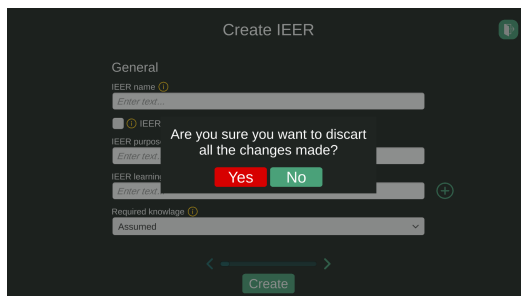 Create IEER
General
IEER name
Enter text...
IEER
Are you sure you want to discart
all the changes made?
IEER purpos
Enter text...
Yes No
IEER learning
Enter text...
Required knowlage
Assumed
Create